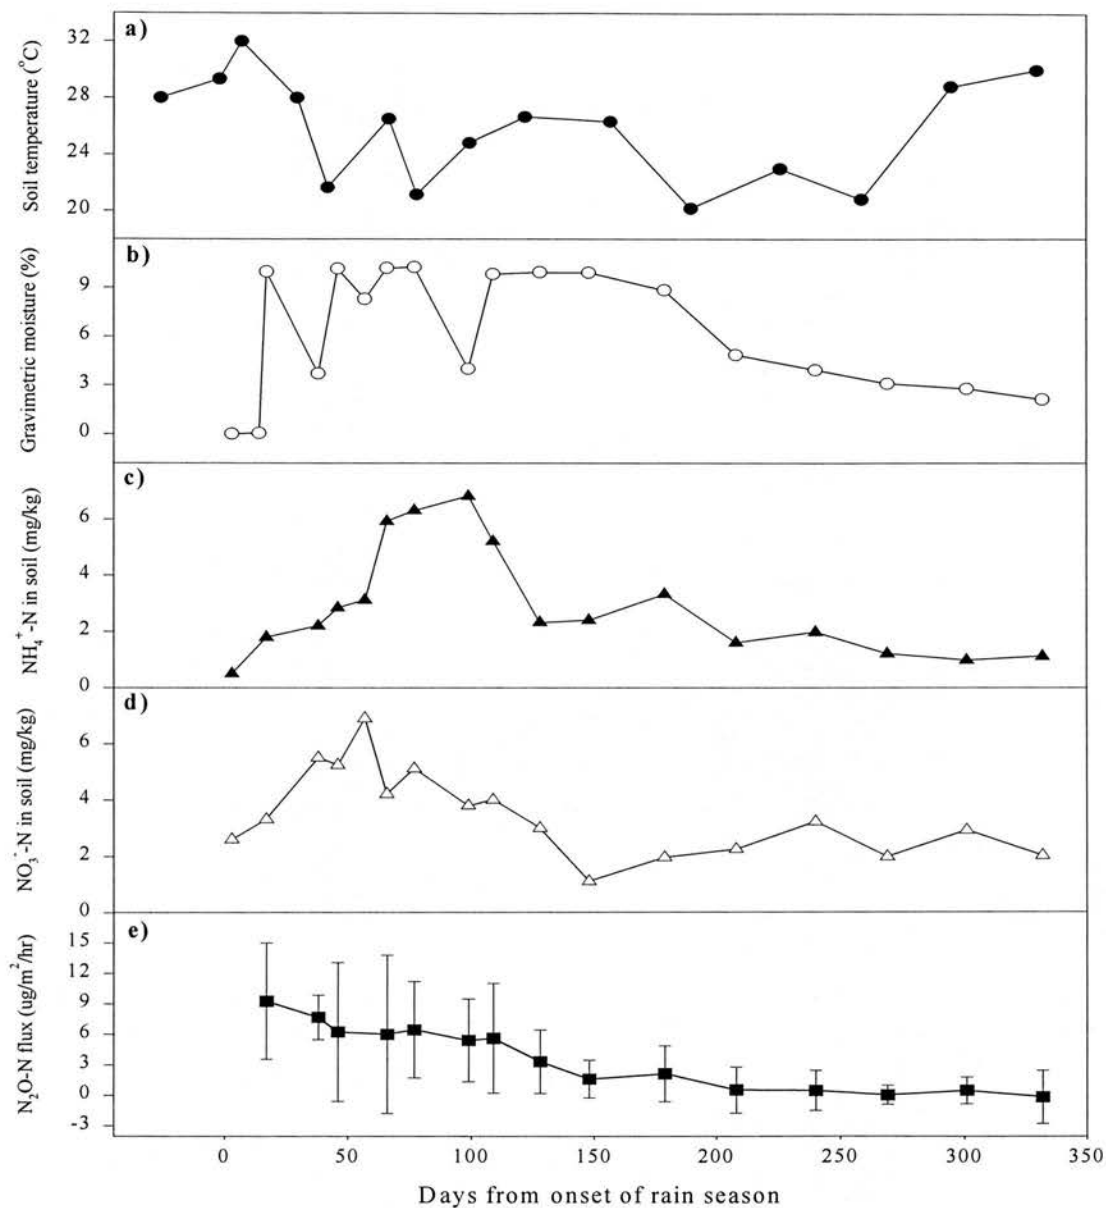 a)
Soil temperature (°C)
32
28
24
20
b)
Gravimetric moisture (%)
9
6
3
0
c)
NH₄⁺-N in soil (mg/kg)
6
4
2
0
d)
NO₃⁻-N in soil (mg/kg)
6
4
2
0
e)
N₂O-N flux (ug/m²/hr)
15
12
9
6
3
0
-3
0 50 100 150 200 250 300 350
Days from onset of rain season